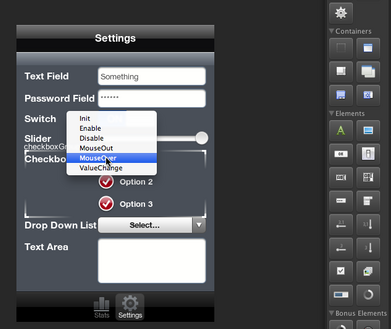 Settings
Containers
Text Field
Something
Password Field
••••••
Switch
Init
Enable
Disable
Slider
MouseOut
Checkbo
MouseOver
ValueChange
Option 2
Option 3
Drop Down List
Select...
Text Area
Stats
Settings
Elements
A
Bonus Elements